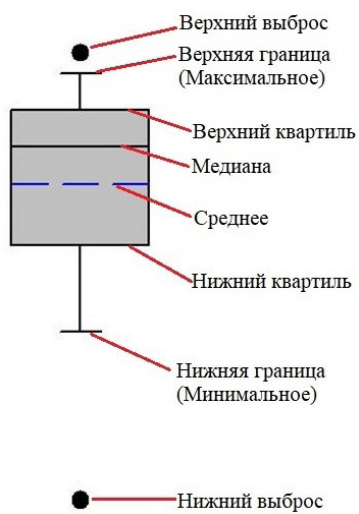 Верхний выброс
Верхняя граница
(Максимальное)
Верхний квартиль
Медиана
Среднее
Нижний квартиль
Нижняя граница
(Минимальное)
Нижний выброс